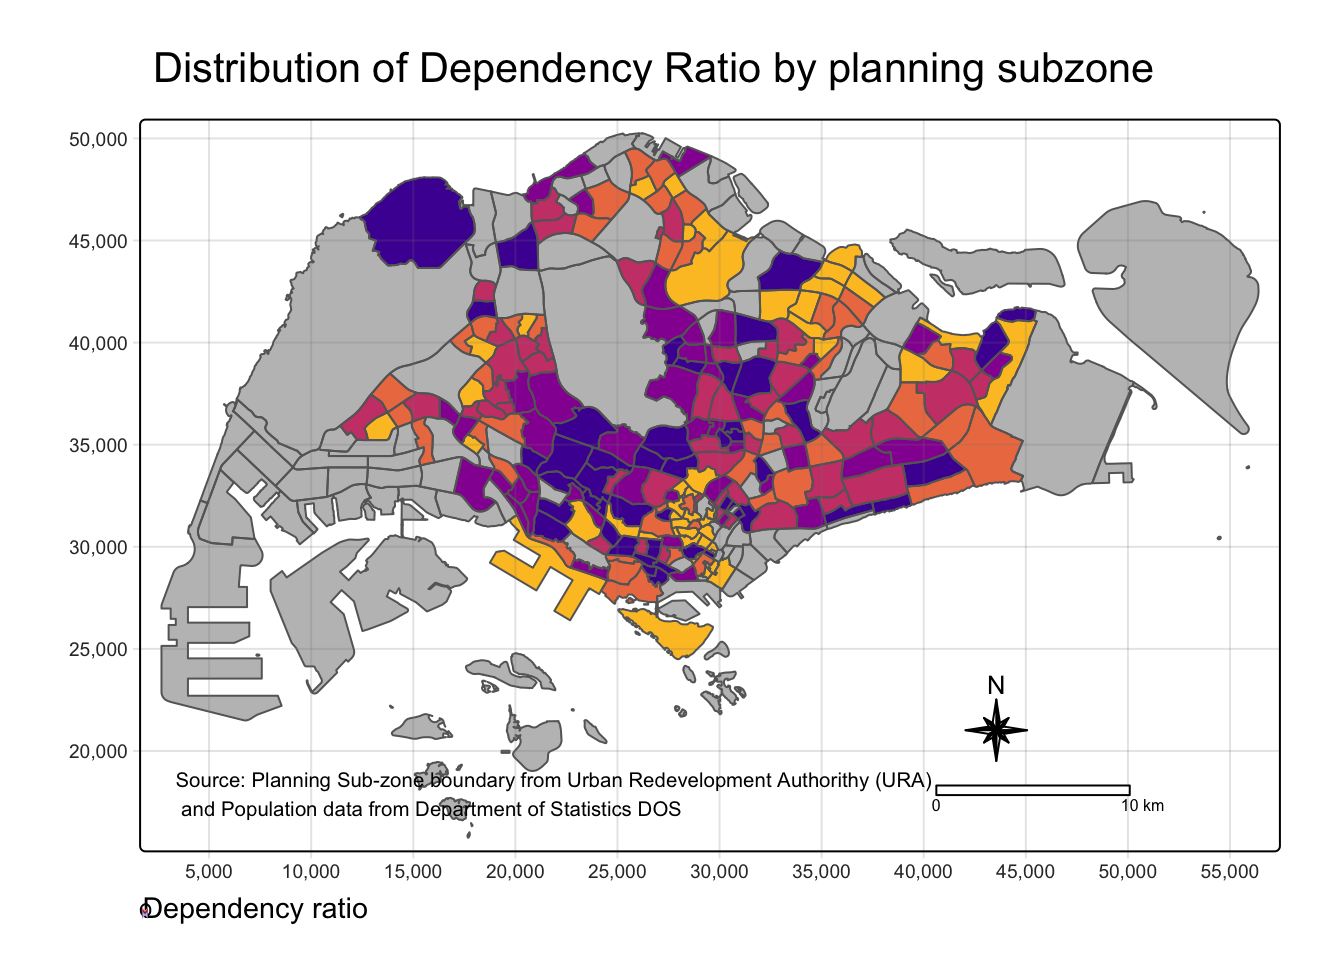 Distribution of Dependency Ratio by planning subzone
50,000
45,000
40,000
35,000
30,000
25,000
20,000
N
Source: Planning Sub-zone boundary from Urban Redevelopment Authorithy (URA)
and Population data from Department of Statistics DOS
0 10 km
5,000 10,000 15,000 20,000 25,000 30,000 35,000 40,000 45,000 50,000 55,000
Dependency ratio